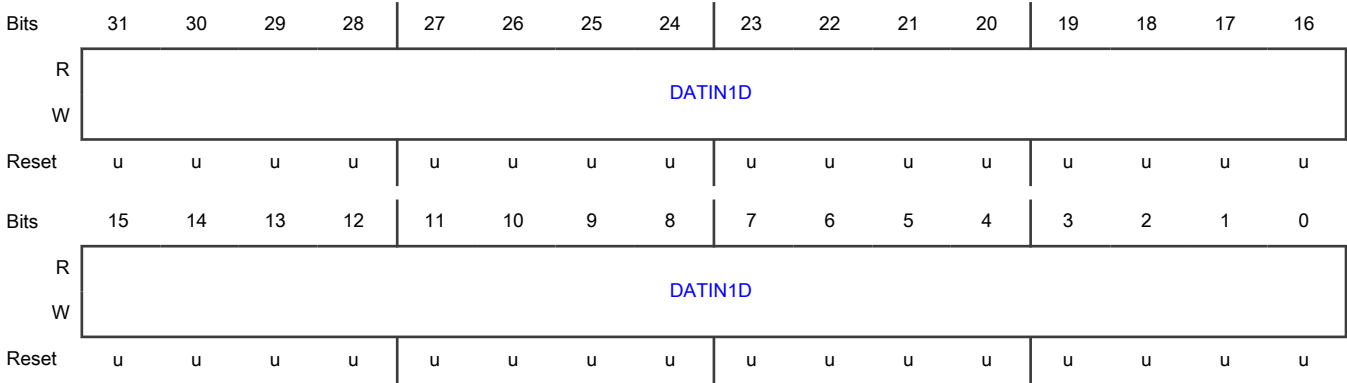 Bits 31 30 29 28 27 26 25 24 23 22 21 20 19 18 17 16
R
DATIN1D
W
Reset u u u u u u u u u u u u u u u u
Bits 15 14 13 12 11 10 9 8 7 6 5 4 3 2 1 0
R
DATIN1D
W
Reset u u u u u u u u u u u u u u u u